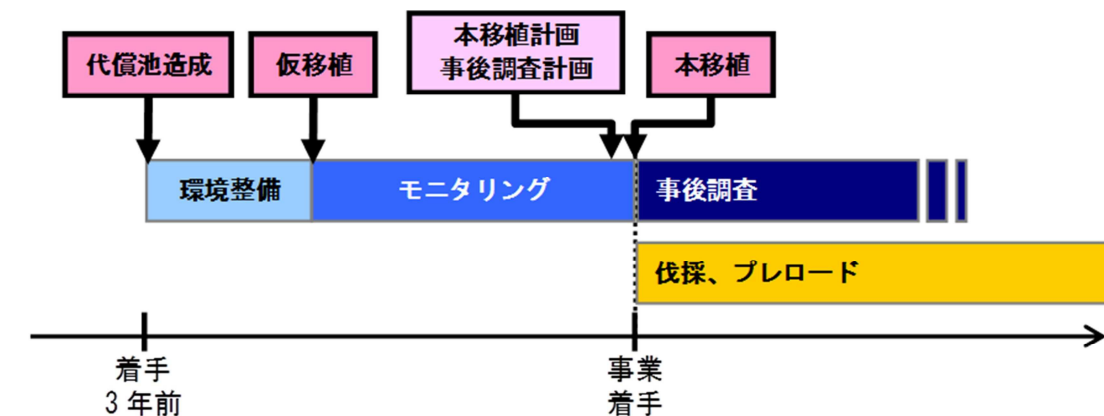 代償池造成
仮移植
本移植計画
事後調査計画
本移植
環境整備
モニタリング
事後調査
伐採、プレロード
着手
3年前
事業
着手